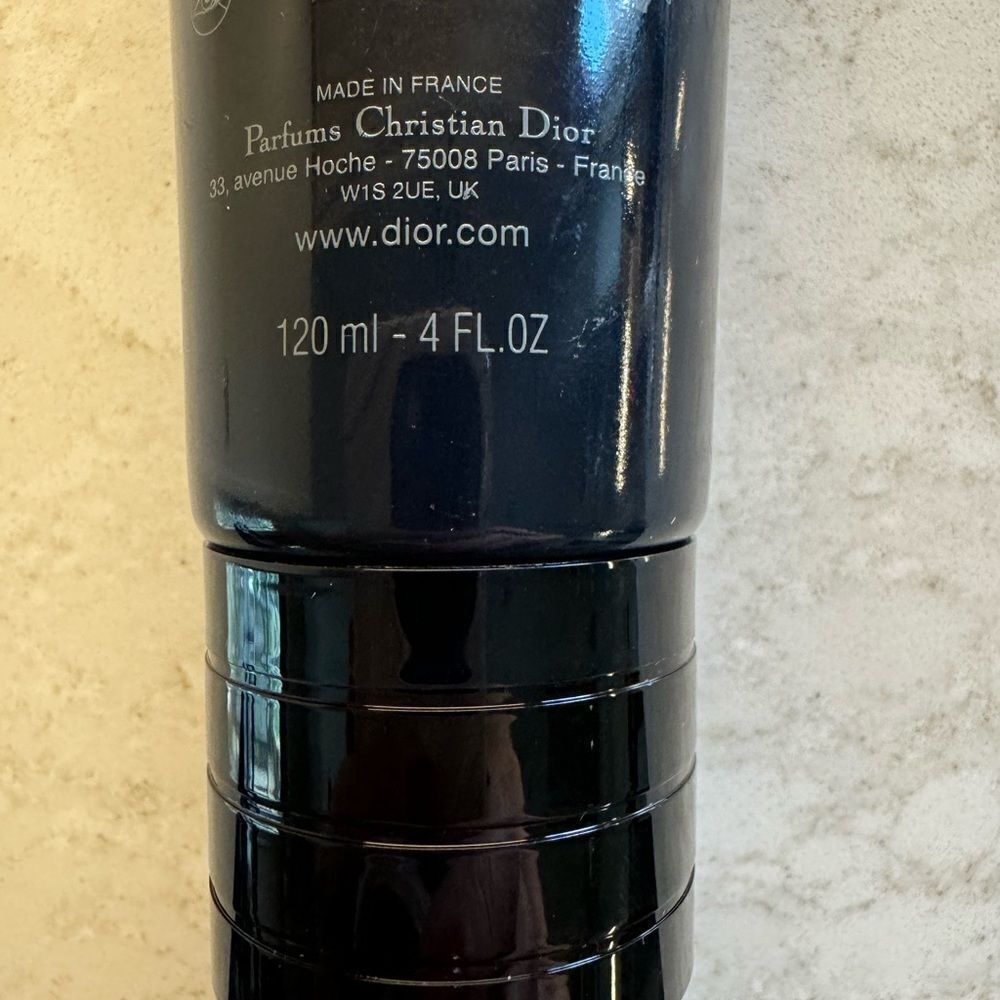 MADE IN FRANCE
Parfums Christian Dior
33, avenue Hoche - 75008 Paris - France
W1S 2UE, UK
www.dior.com
120 ml - 4 FL.OZ